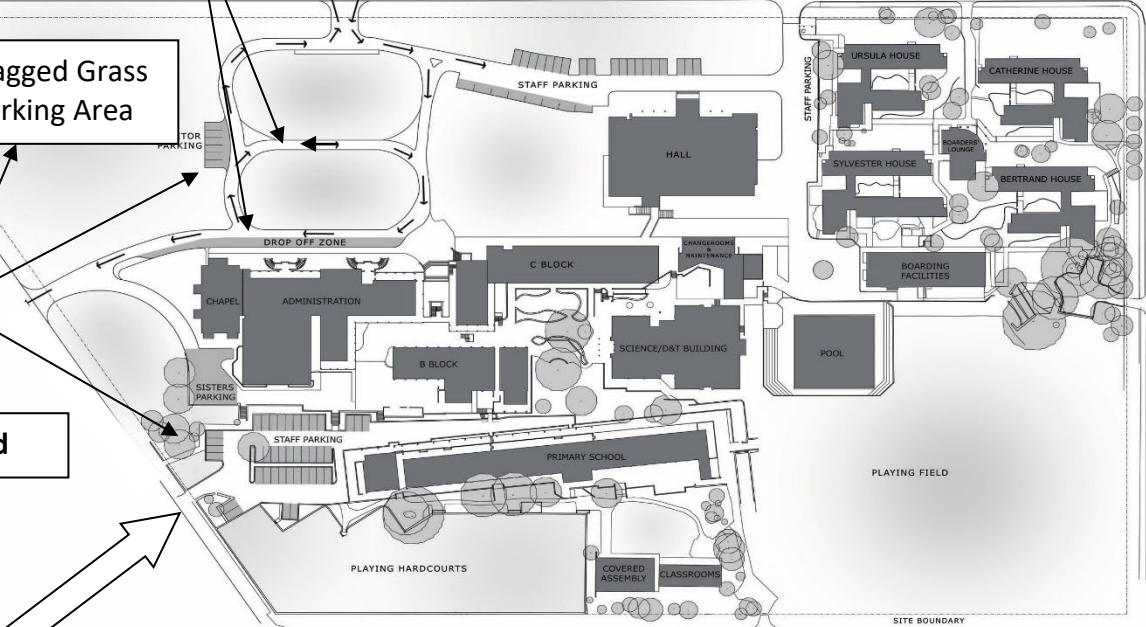 agged Grass
rking Area
ITOR
PARKING
STAFF PARKING
HALL
STAFF PARKING
URSULA HOUSE
CATHERINE HOUSE
SYLVESTER HOUSE
BOARDERS'
LOUNGE
BERTRAND HOUSE
DROP OFF ZONE
C BLOCK
CHANGEROOMS
&
MAINTENANCE
BOARDING
FACILITIES
CHAPEL
ADMINISTRATION
B BLOCK
SCIENCE/D&T BUILDING
POOL
SISTERS
PARKING
d
STAFF PARKING
PRIMARY SCHOOL
PLAYING FIELD
PLAYING HARDCOURTS
COVERED
ASSEMBLY
CLASSROOMS
SITE BOUNDARY